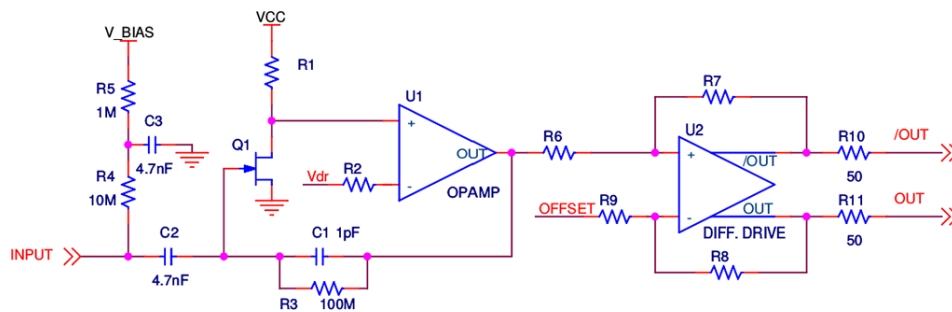 VCC
V_BIAS
R1
R5
1M
C3
4.7nF
R4
10M
Q1
U1
+
-
OUT
OPAMP
Vdr
R2
R6
R7
U2
+
-
/OUT
OUT
DIFF. DRIVE
R10
50
/OUT
OFFSET
R9
R11
50
OUT
R8
INPUT
C2
4.7nF
C1 1pF
R3
100M